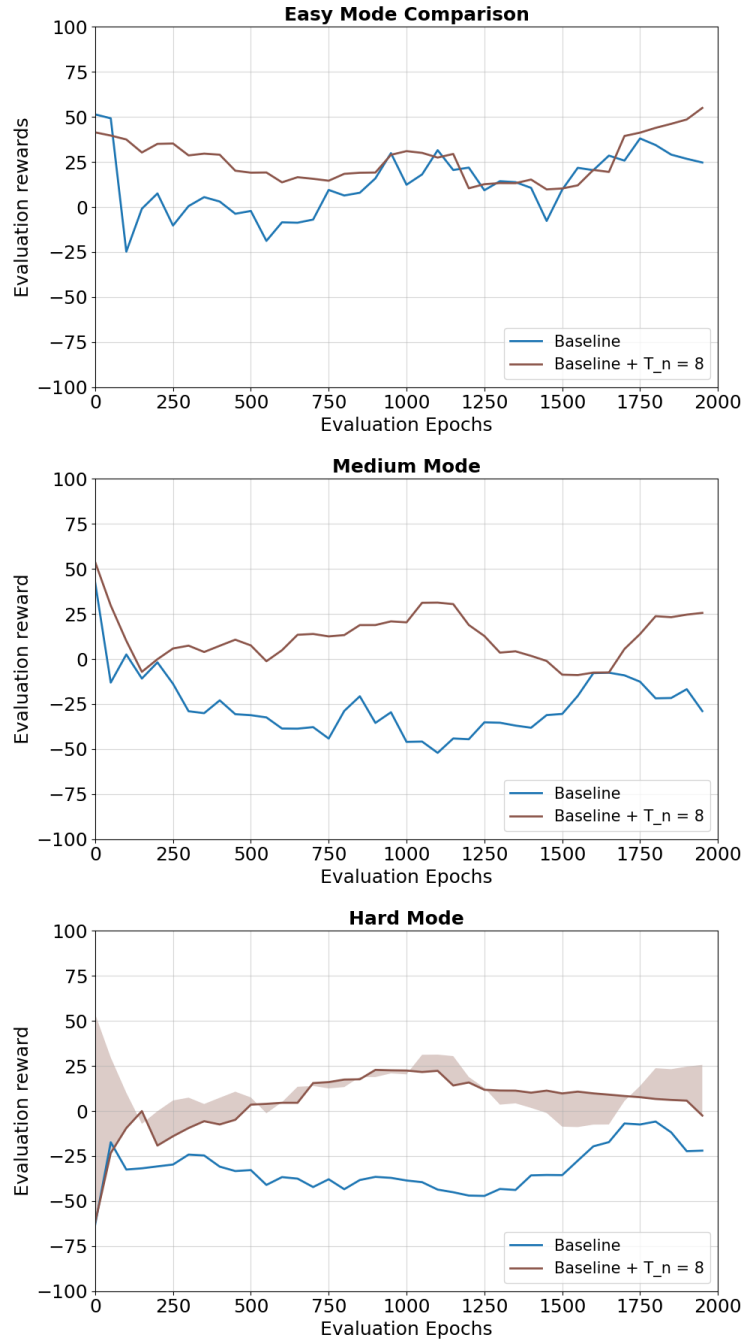 Easy Mode Comparison
100
75
50
25
0
−25
−50
−75
−100
Evaluation rewards
Baseline
Baseline + T_n = 8
0 250 500 750 1000 1250 1500 1750 2000
Evaluation Epochs
Medium Mode
100
75
50
25
0
−25
−50
−75
−100
Evaluation reward
Baseline
Baseline + T_n = 8
0 250 500 750 1000 1250 1500 1750 2000
Evaluation Epochs
Hard Mode
100
75
50
25
0
−25
−50
−75
−100
Evaluation reward
Baseline
Baseline + T_n = 8
0 250 500 750 1000 1250 1500 1750 2000
Evaluation Epochs